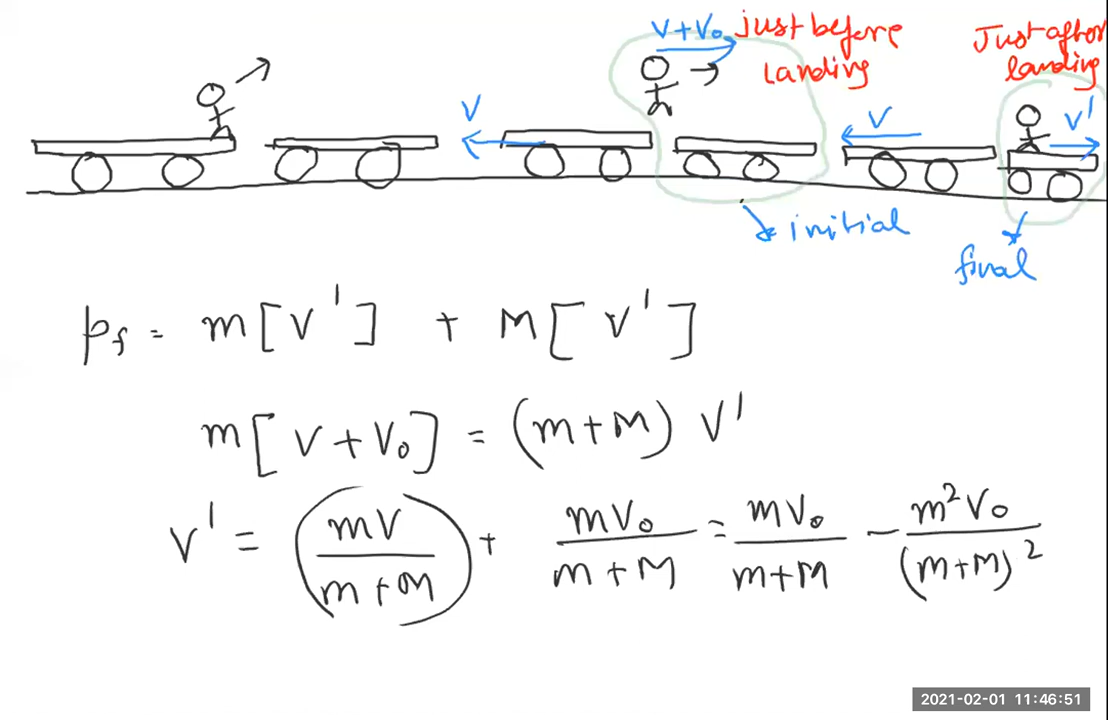 V+V₀ just before landing
Just after landing
V
V
V'
initial
final
p_f = m[V'] + M[V']
m[V+V₀] = (m+M) V'
V' = mV/(m+M) + mV₀/(m+M) = mV₀/(m+M) - m²V₀/(m+M)²
2021-02-01 11:46:51